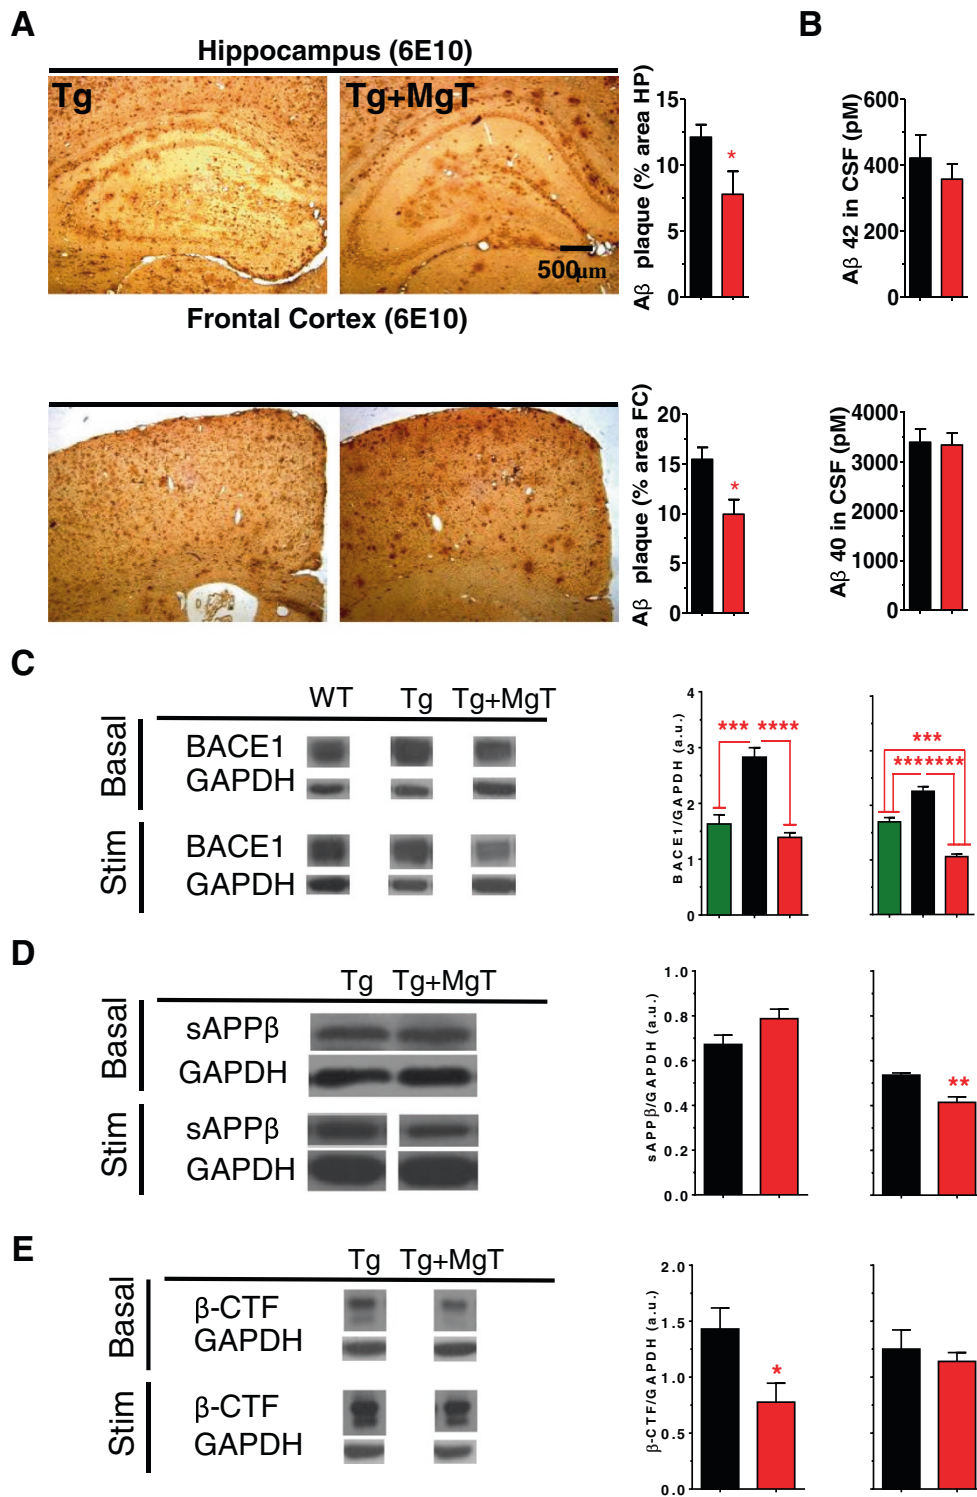 A
B
Hippocampus (6E10)
Tg
Tg+MgT
500µm
Aβ plaque (% area HP)
15
10
5
0
*
Aβ 42 in CSF (pM)
600
400
200
0
Frontal Cortex (6E10)
Aβ plaque (% area FC)
20
15
10
5
0
*
Aβ 40 in CSF (pM)
4000
3000
2000
1000
0
C
WT Tg Tg+MgT
Basal
BACE1
GAPDH
Stim
BACE1
GAPDH
BACE1/GAPDH (a.u.)
4
3
2
1
0
*** ****
***
*** ****
D
Tg Tg+MgT
Basal
sAPPβ
GAPDH
Stim
sAPPβ
GAPDH
sAPPβ/GAPDH (a.u.)
1.0
0.8
0.6
0.4
0.2
0.0
**
E
Tg Tg+MgT
Basal
β-CTF
GAPDH
Stim
β-CTF
GAPDH
β-CTF/GAPDH (a.u.)
2.0
1.5
1.0
0.5
0.0
*